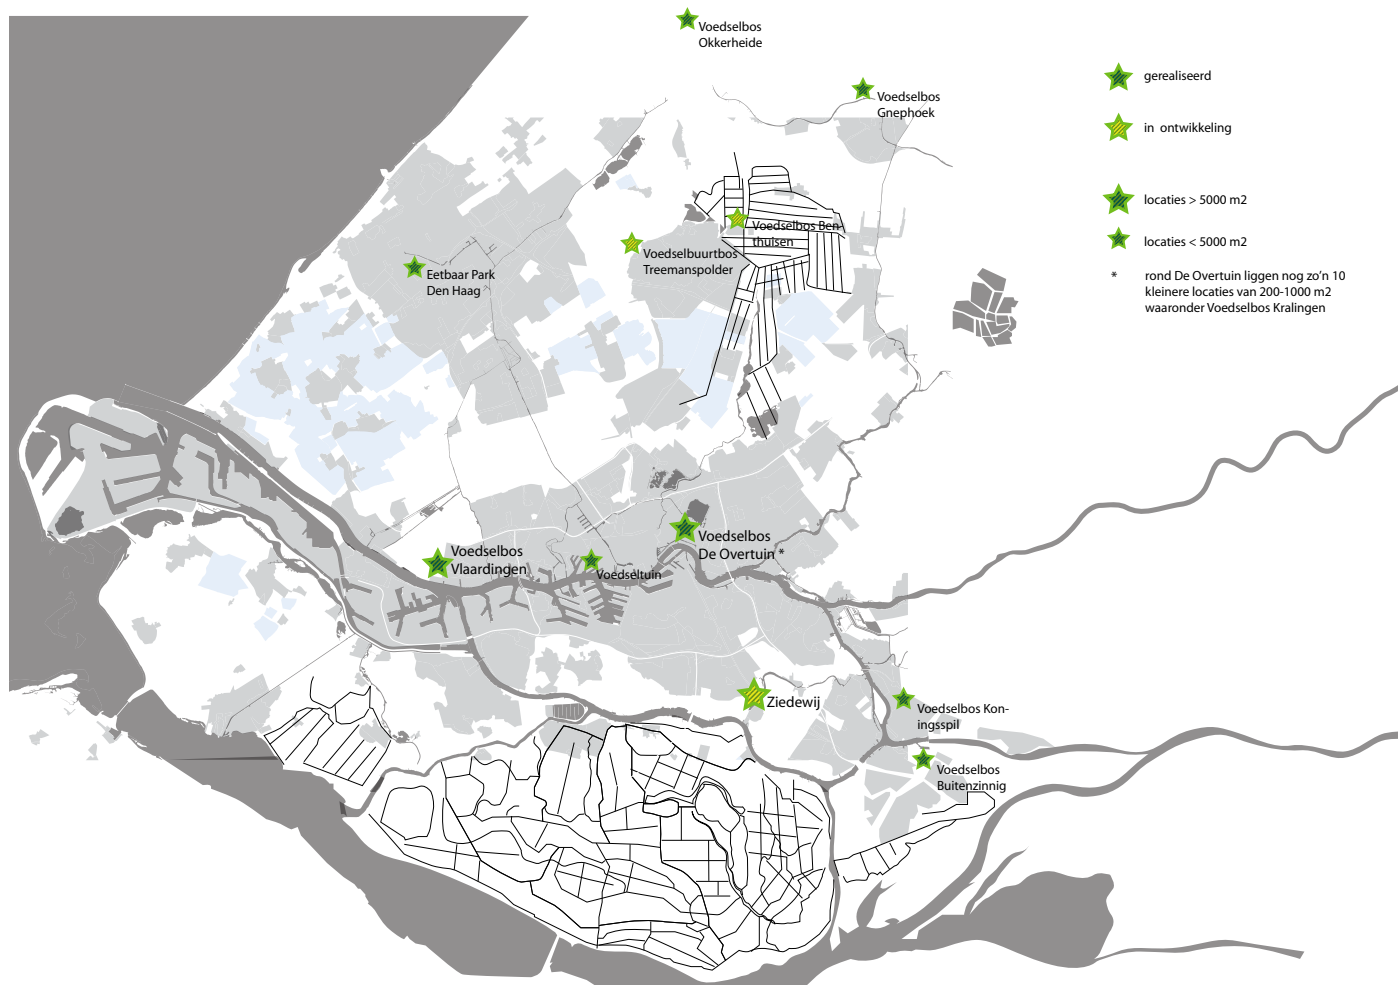 Voedselbos
Okkerheide
Voedselbos
Gnephoek
gerealiseerd
in ontwikkeling
locaties > 5000 m2
locaties < 5000 m2
* rond De Overtuin liggen nog zo'n 10
kleinere locaties van 200-1000 m2
waaronder Voedselbos Kralingen
Voedselbos Ben-
thuisen
Voedselbuurtbos
Treemanspolder
Eetbaar Park
Den Haag
Voedselbos
De Overtuin *
Voedselbos
Vlaardingen
Voedseltuin
Ziedewij
Voedselbos Kon-
ingsspil
Voedselbos
Buitenzinnig